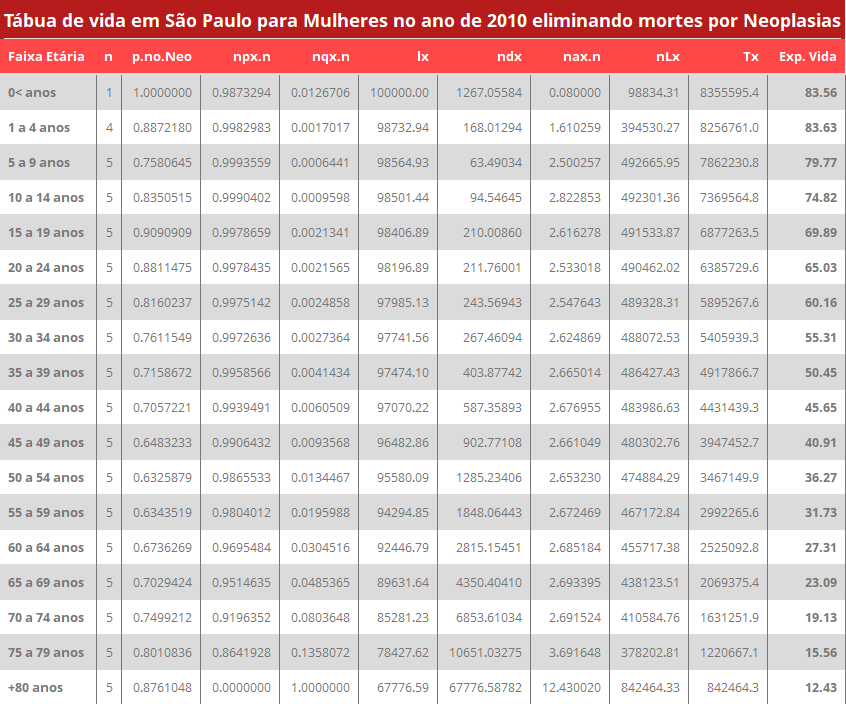 Tábua de vida em São Paulo para Mulheres no ano de 2010 eliminando mortes por Neoplasias
Faixa Etária n p.no.Neo npx.n nqx.n lx ndx nax.n nLx Tx Exp. Vida
0< anos 1 1.0000000 0.9873294 0.0126706 100000.00 1267.05584 0.080000 98834.31 8355595.4 83.56
1 a 4 anos 4 0.8872180 0.9982983 0.0017017 98732.94 168.01294 1.610259 394530.27 8256761.0 83.63
5 a 9 anos 5 0.7580645 0.9993559 0.0006441 98564.93 63.49034 2.500257 492665.95 7862230.8 79.77
10 a 14 anos 5 0.8350515 0.9990402 0.0009598 98501.44 94.54645 2.822853 492301.36 7369564.8 74.82
15 a 19 anos 5 0.9090909 0.9978659 0.0021341 98406.89 210.00860 2.616278 491533.87 6877263.5 69.89
20 a 24 anos 5 0.8811475 0.9978435 0.0021565 98196.89 211.76001 2.533018 490462.02 6385729.6 65.03
25 a 29 anos 5 0.8160237 0.9975142 0.0024858 97985.13 243.56943 2.547643 489328.31 5895267.6 60.16
30 a 34 anos 5 0.7611549 0.9972636 0.0027364 97741.56 267.46094 2.624869 488072.53 5405939.3 55.31
35 a 39 anos 5 0.7158672 0.9958566 0.0041434 97474.10 403.87742 2.665014 486427.43 4917866.7 50.45
40 a 44 anos 5 0.7057221 0.9939491 0.0060509 97070.22 587.35893 2.676955 483986.63 4431439.3 45.65
45 a 49 anos 5 0.6483233 0.9906432 0.0093568 96482.86 902.77108 2.661049 480302.76 3947452.7 40.91
50 a 54 anos 5 0.6325879 0.9865533 0.0134467 95580.09 1285.23406 2.653230 474884.29 3467149.9 36.27
55 a 59 anos 5 0.6343519 0.9804012 0.0195988 94294.85 1848.06443 2.672469 467172.84 2992265.6 31.73
60 a 64 anos 5 0.6736269 0.9695484 0.0304516 92446.79 2815.15451 2.685184 455717.38 2525092.8 27.31
65 a 69 anos 5 0.7029424 0.9514635 0.0485365 89631.64 4350.40410 2.693395 438123.51 2069375.4 23.09
70 a 74 anos 5 0.7499212 0.9196352 0.0803648 85281.23 6853.61034 2.691524 410584.76 1631251.9 19.13
75 a 79 anos 5 0.8010836 0.8641928 0.1358072 78427.62 10651.03275 3.691648 378202.81 1220667.1 15.56
+80 anos 5 0.8761048 0.0000000 1.0000000 67776.59 67776.58782 12.430020 842464.33 842464.3 12.43